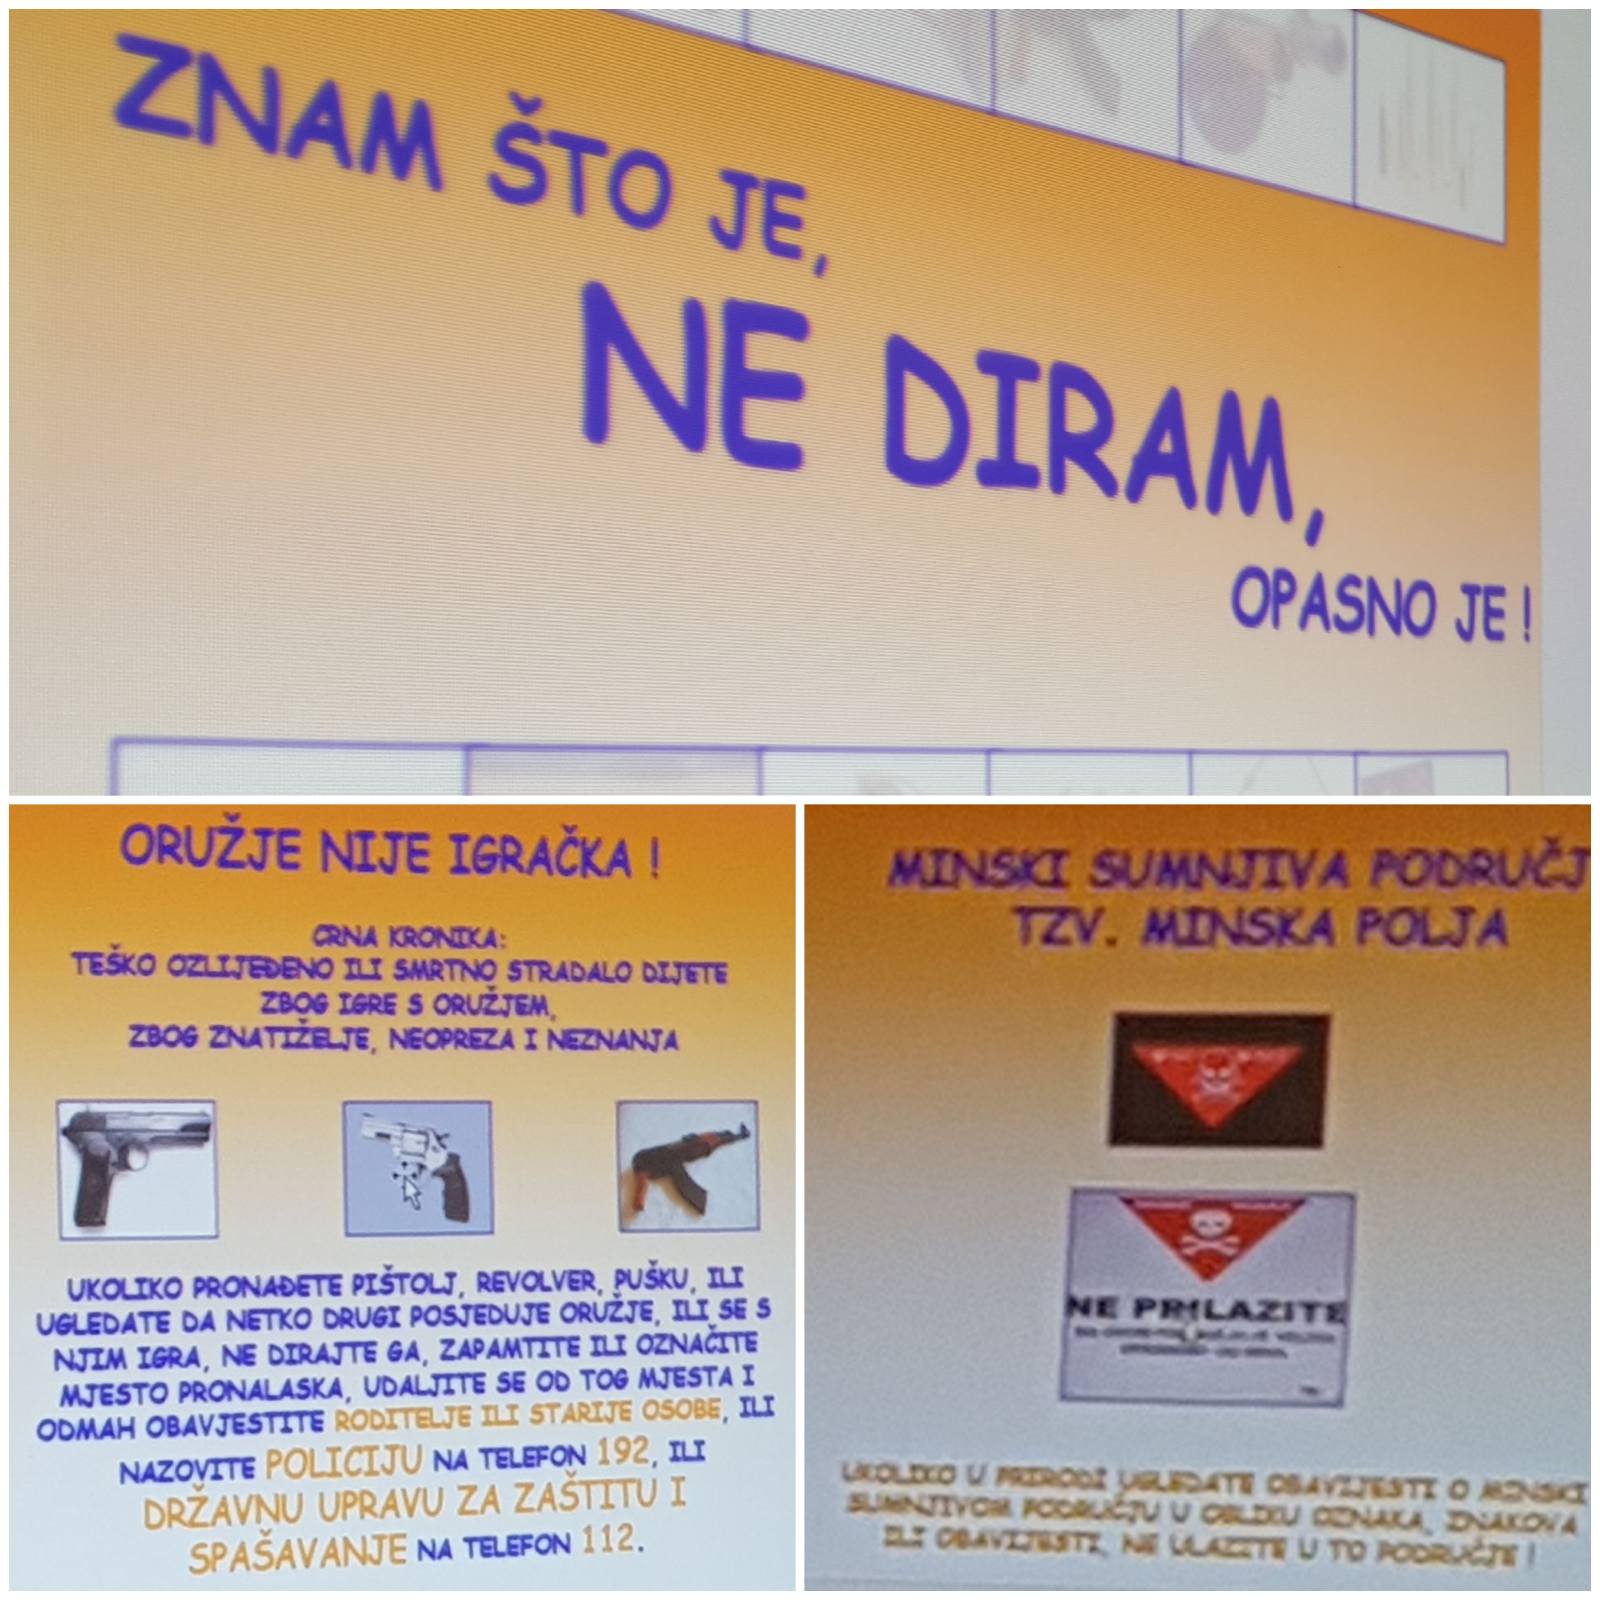 ZNAM ŠTO JE,
NE DIRAM,
OPASNO JE !
ORUŽJE NIJE IGRAČKA !
CRNA KRONIKA:
TEŠKO OZLIJEĐENO ILI SMRTNO STRADALO DIJETE
ZBOG IGRE S ORUŽJEM,
ZBOG ZNATIŽELJE, NEOPREZA I NEZNANJA
UKOLIKO PRONAĐETE PIŠTOLJ, REVOLVER, PUŠKU, ILI
UGLEDATE DA NETKO DRUGI POSJEDUJE ORUŽJE, ILI SE S
NJIM IGRA, NE DIRAJTE GA, ZAPAMTITE ILI OZNAČITE
MJESTO PRONALASKA, UDALJITE SE OD TOG MJESTA I
ODMAH OBAVJESTITE RODITELJE ILI STARIJE OSOBE, ILI
NAZOVITE POLICIJU NA TELEFON 192, ILI
DRŽAVNU UPRAVU ZA ZAŠTITU I
SPAŠAVANJE NA TELEFON 112.
MINSKI SUMNJIVA PODRUČJ
TZV. MINSKA POLJA
NE PRILAZITE
UKOLIKO U PRIRODI UGLEDATE OBAVIJESTI O MINSKI
SUMNJIVOM PODRUČJU U OBLIKU OZNAKA, ZNAKOVA
ILI OBAVIJESTI, NE ULAZITE U TO PODRUČJE !